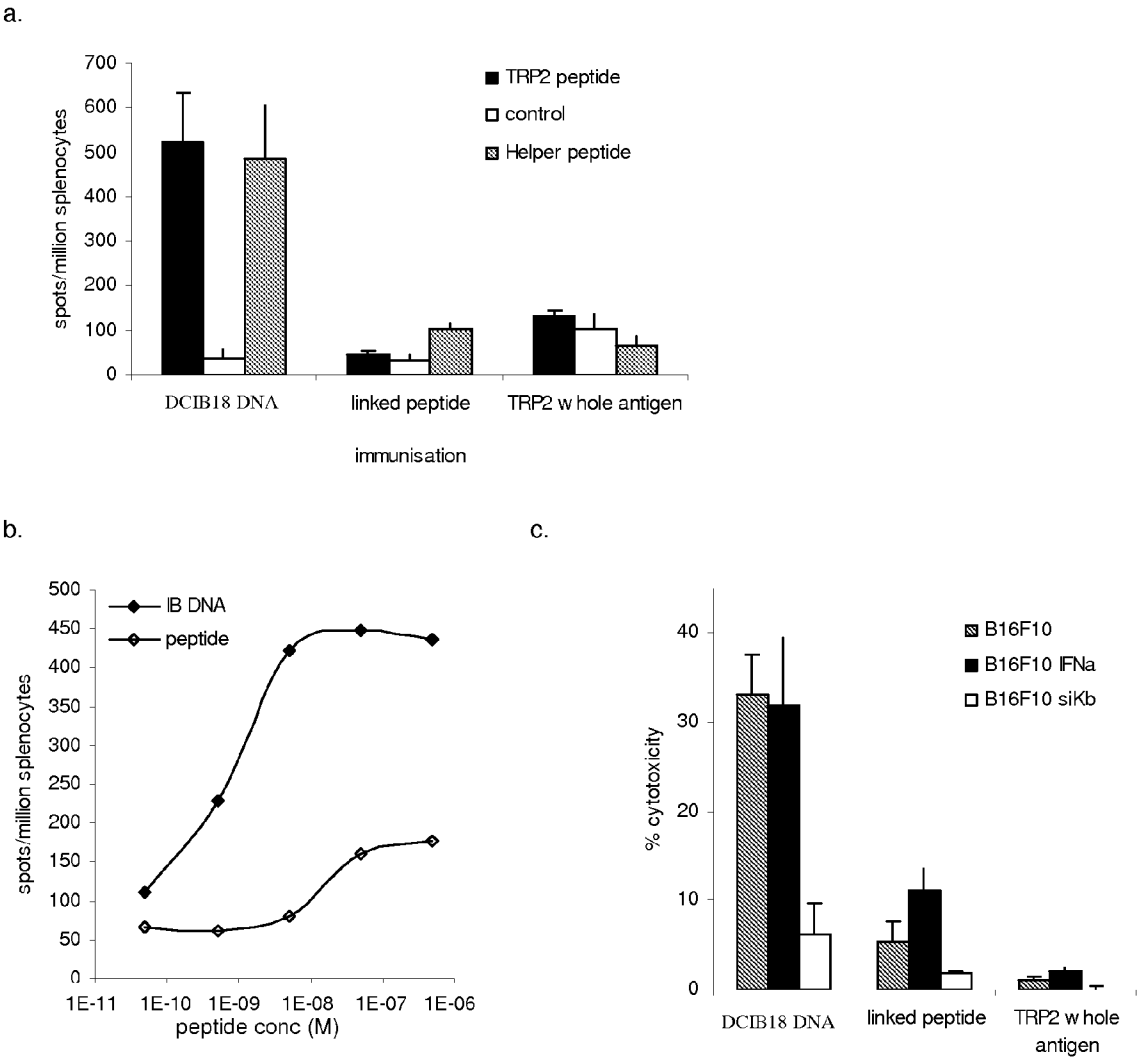 a.
700
600
500
400
300
200
100
0
spots/million splenocytes
TRP2 peptide
control
Helper peptide
DCIB18 DNA
linked peptide
TRP2 w hole antigen
immunisation
b.
500
450
400
350
300
250
200
150
100
50
0
spots/million splenocytes
IB DNA
peptide
1E-11 1E-10 1E-09 1E-08 1E-07 1E-06
peptide conc (M)
c.
40
30
20
10
0
% cytotoxicity
B16F10
B16F10 IFNa
B16F10 siKb
DCIB18 DNA
linked peptide
TRP2 w hole
antigen